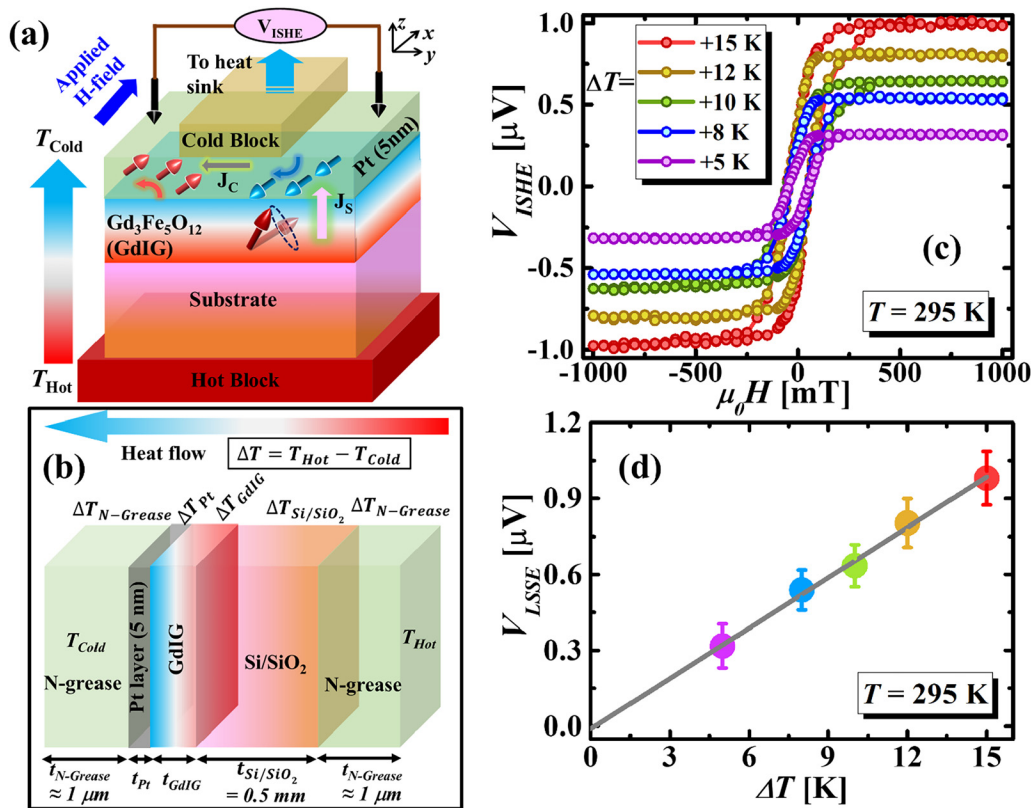 (a)
V_ISHE
z
x
y
To heat
sink
Applied
H-field
T_Cold
Cold Block
Pt (5nm)
J_C
J_S
Gd₃Fe₅O₁₂
(GdIG)
Substrate
T_Hot
Hot Block
(b)
Heat flow
ΔT = T_Hot − T_Cold
ΔT_N-Grease
ΔT_Pt
ΔT_GdIG
ΔT_Si/SiO₂
ΔT_N-Grease
T_Cold
N-grease
Pt layer (5 nm)
GdIG
Si/SiO₂
N-grease
T_Hot
t_N-Grease
≈ 1 μm
t_Pt
t_GdIG
t_Si/SiO₂
= 0.5 mm
t_N-Grease
≈ 1 μm
(c)
V_ISHE [μV]
1.0
0.5
0.0
-0.5
-1.0
ΔT=
+15 K
+12 K
+10 K
+8 K
+5 K
T = 295 K
-1000 -500 0 500 1000
μ₀H [mT]
(d)
V_LSSE [μV]
1.2
0.9
0.6
0.3
0.0
T = 295 K
0 3 6 9 12 15
ΔT [K]